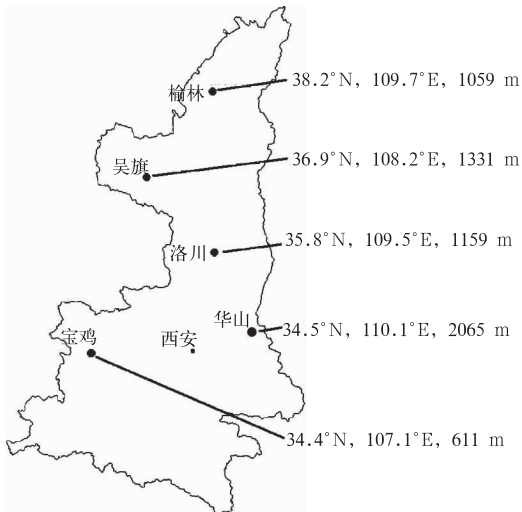 榆林
38.2°N, 109.7°E, 1059 m
吴旗
36.9°N, 108.2°E, 1331 m
洛川
35.8°N, 109.5°E, 1159 m
华山
34.5°N, 110.1°E, 2065 m
宝鸡
西安
34.4°N, 107.1°E, 611 m